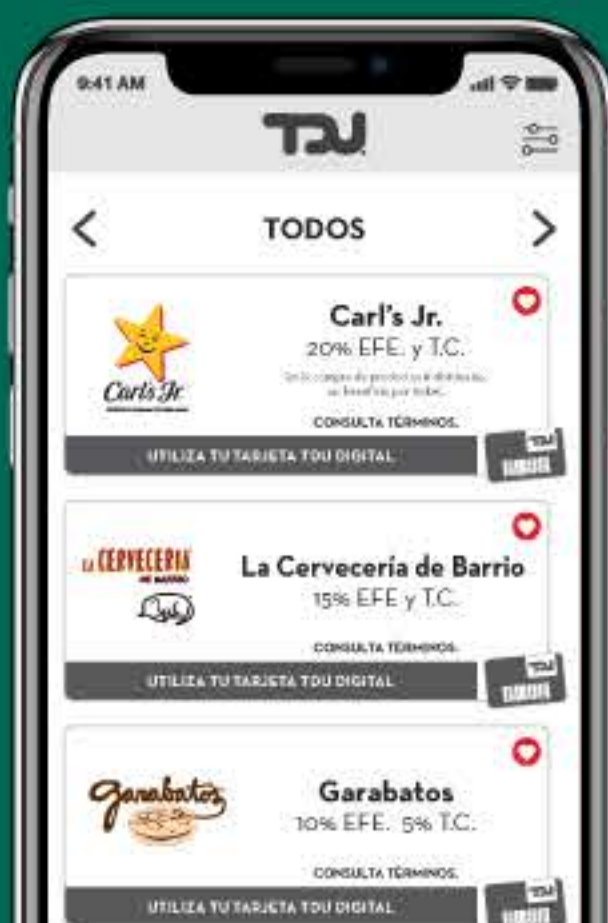 9:41 AM
TDU
TODOS
Carl's Jr.
Carl's Jr.
20% EFE. y T.C.
CONSULTA TÉRMINOS.
UTILIZA TU TARJETA TDU DIGITAL
TDU
LA CERVECERIA
DE BARRIO
La Cervecería de Barrio
15% EFE y T.C.
CONSULTA TÉRMINOS.
UTILIZA TU TARJETA TDU DIGITAL
TDU
Garabatos
Garabatos
10% EFE. 5% T.C.
CONSULTA TÉRMINOS.
UTILIZA TU TARJETA TDU DIGITAL
TDU